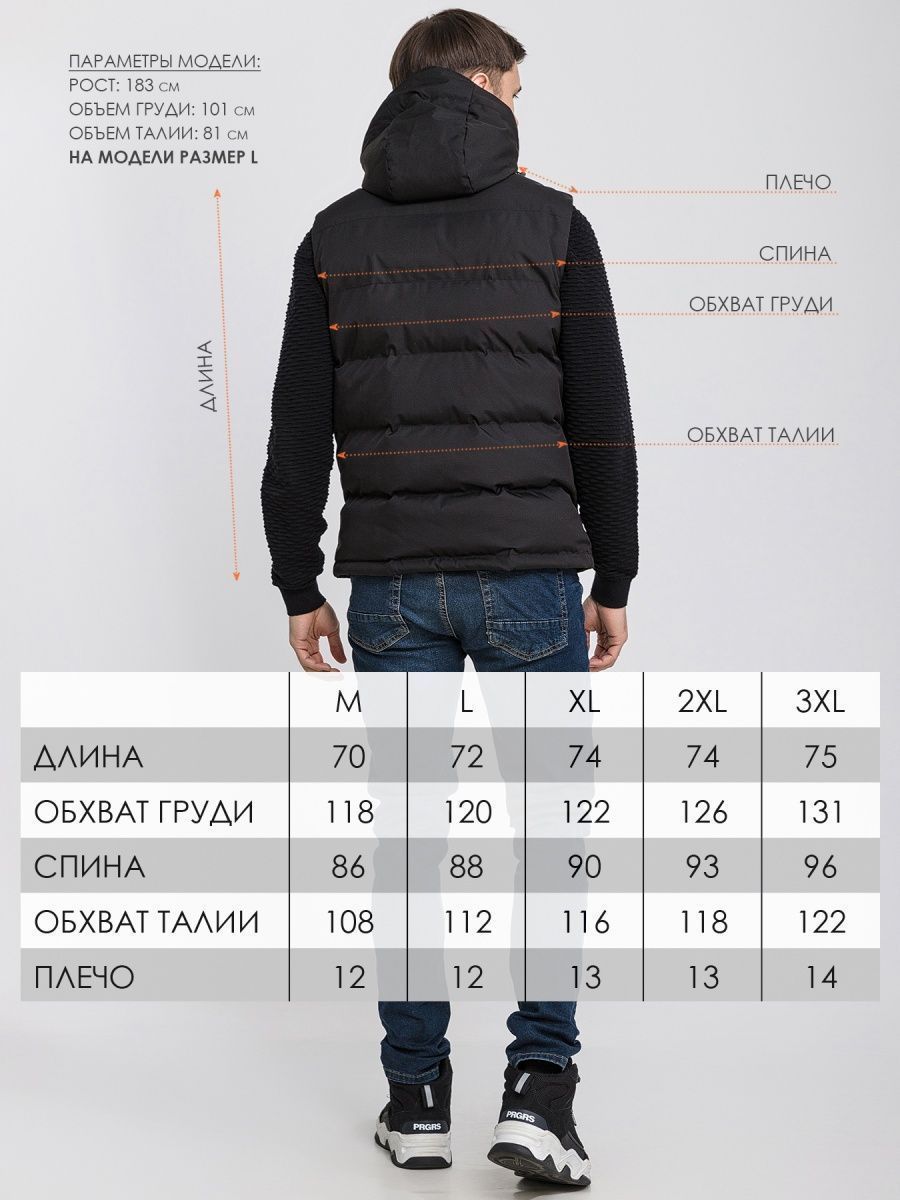 ПАРАМЕТРЫ МОДЕЛИ:
РОСТ: 183 СМ
ОБЪЕМ ГРУДИ: 101 СМ
ОБЪЕМ ТАЛИИ: 81 СМ
НА МОДЕЛИ РАЗМЕР L
ПЛЕЧО
СПИНА
ОБХВАТ ГРУДИ
ДЛИНА
ОБХВАТ ТАЛИИ
M L XL 2XL 3XL
ДЛИНА 70 72 74 74 75
ОБХВАТ ГРУДИ 118 120 122 126 131
СПИНА 86 88 90 93 96
ОБХВАТ ТАЛИИ 108 112 116 118 122
ПЛЕЧО 12 12 13 13 14
PRGRS
PRGRS